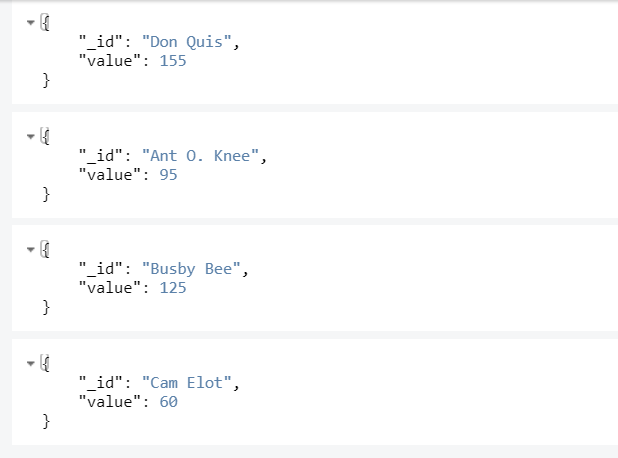 {
"_id": "Don Quis",
"value": 155
}
{
"_id": "Ant O. Knee",
"value": 95
}
{
"_id": "Busby Bee",
"value": 125
}
{
"_id": "Cam Elot",
"value": 60
}